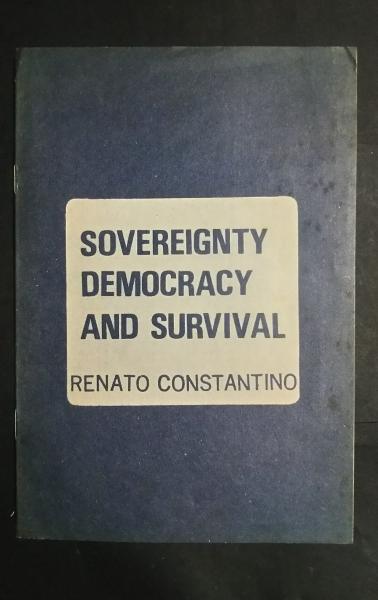 SOVEREIGNTY
DEMOCRACY
AND SURVIVAL
RENATO CONSTANTINO